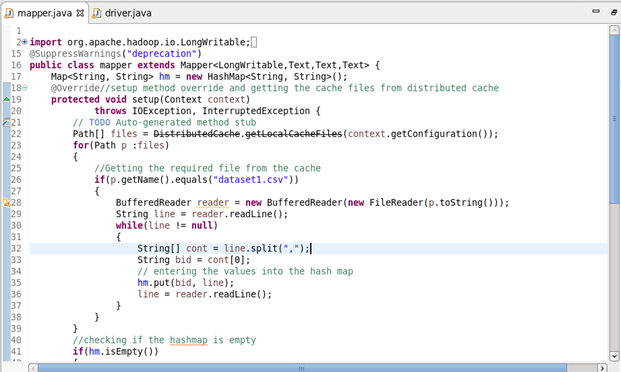 mapper.java driver.java
1
2 import org.apache.hadoop.io.LongWritable;
15 @SuppressWarnings("deprecation")
16 public class mapper extends Mapper<LongWritable,Text,Text,Text> {
17 Map<String, String> hm = new HashMap<String, String>();
18 @Override//setup method override and getting the cache files from distributed cache
19 protected void setup(Context context)
20 throws IOException, InterruptedException {
21 // TODO Auto-generated method stub
22 Path[] files = DistributedCache.getLocalCacheFiles(context.getConfiguration());
23 for(Path p :files)
24 {
25 //Getting the required file from the cache
26 if(p.getName().equals("dataset1.csv"))
27 {
28 BufferedReader reader = new BufferedReader(new FileReader(p.toString()));
29 String line = reader.readLine();
30 while(line != null)
31 {
32 String[] cont = line.split(",");
33 String bid = cont[0];
34 // entering the values into the hash map
35 hm.put(bid, line);
36 line = reader.readLine();
37 }
38 }
39 }
40 //checking if the hashmap is empty
41 if(hm.isEmpty())